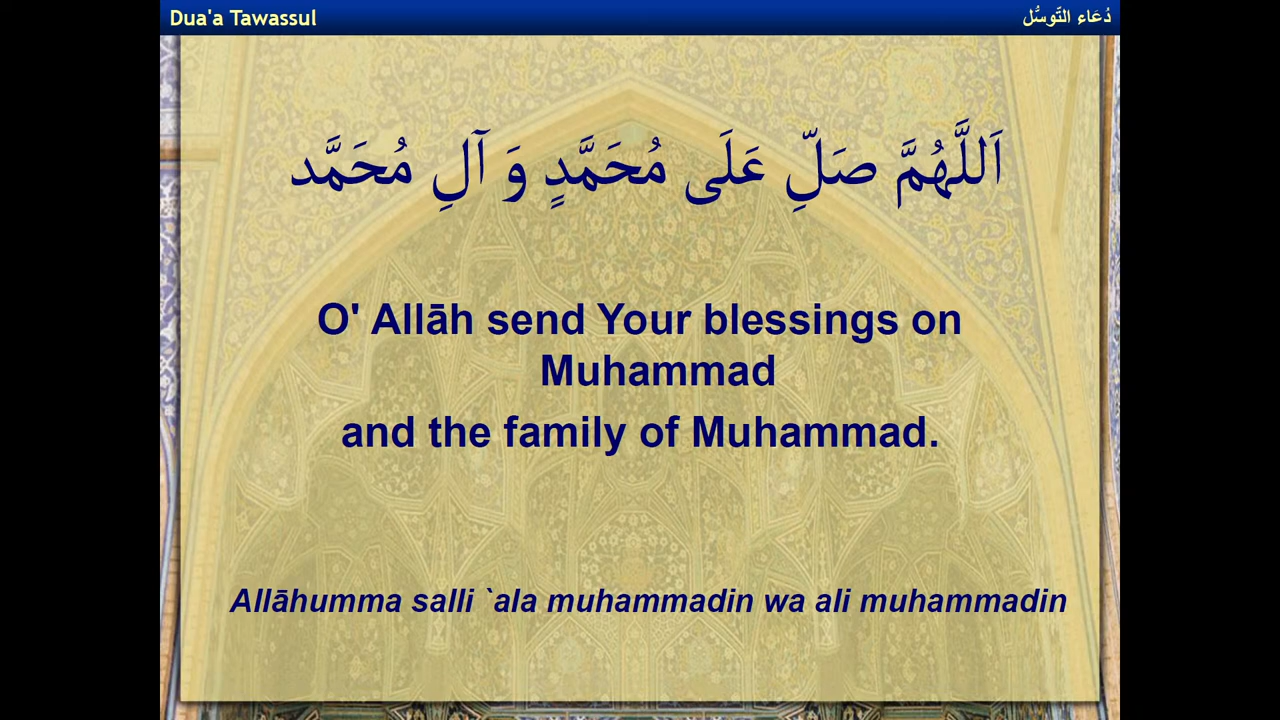 Dua'a Tawassul
دُعَاء التَّوسُّل
اَللَّهُمَّ صَلِّ عَلَى مُحَمَّدٍ وَ آلِ مُحَمَّد
O' Allāh send Your blessings on
Muhammad
and the family of Muhammad.
Allāhumma salli `ala muhammadin wa ali muhammadin